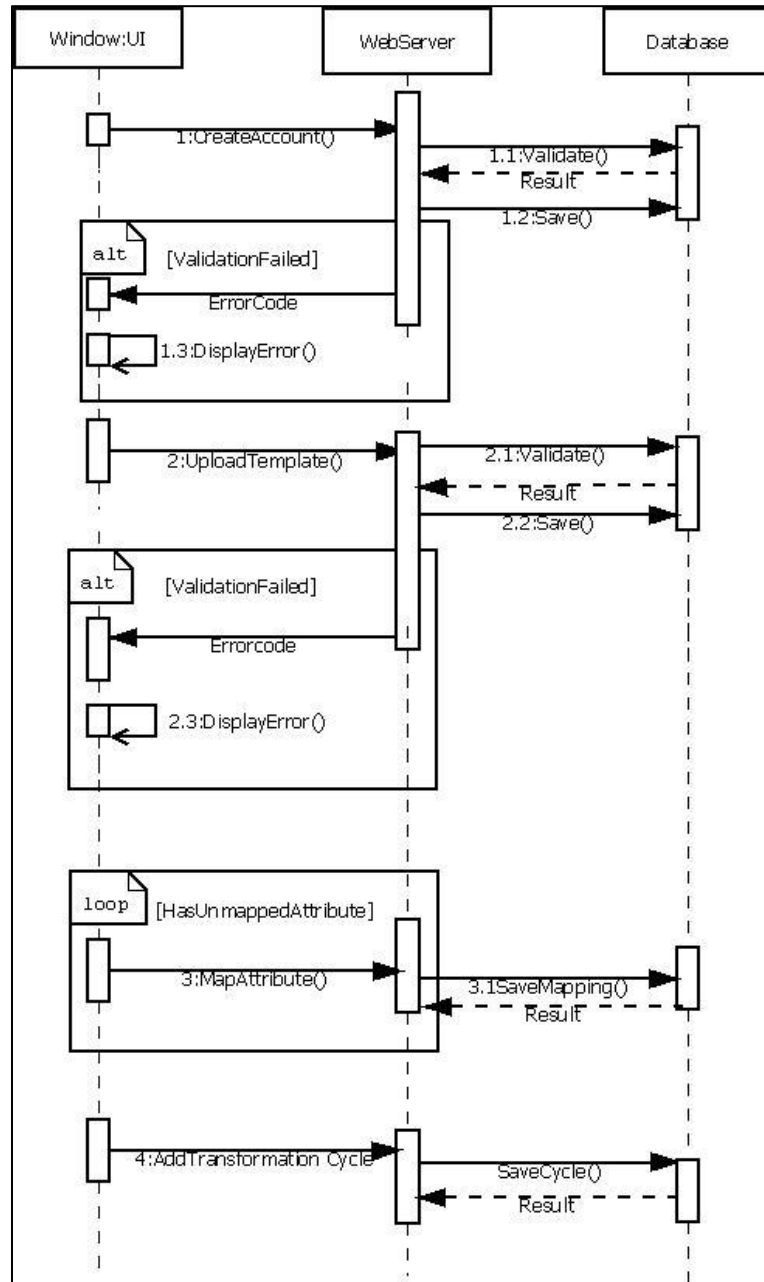 Window:UI
WebServer
Database
1:CreateAccount()
1.1:Validate()
Result
1.2:Save()
alt
[ValidationFailed]
ErrorCode
1.3:DisplayError()
2:UploadTemplate()
2.1:Validate()
Result
2.2:Save()
alt
[ValidationFailed]
Errorcode
2.3:DisplayError()
loop
[HasUnmappedAttribute]
3:MapAttribute()
3.1SaveMapping()
Result
4:AddTransformation Cycle
SaveCycle()
Result